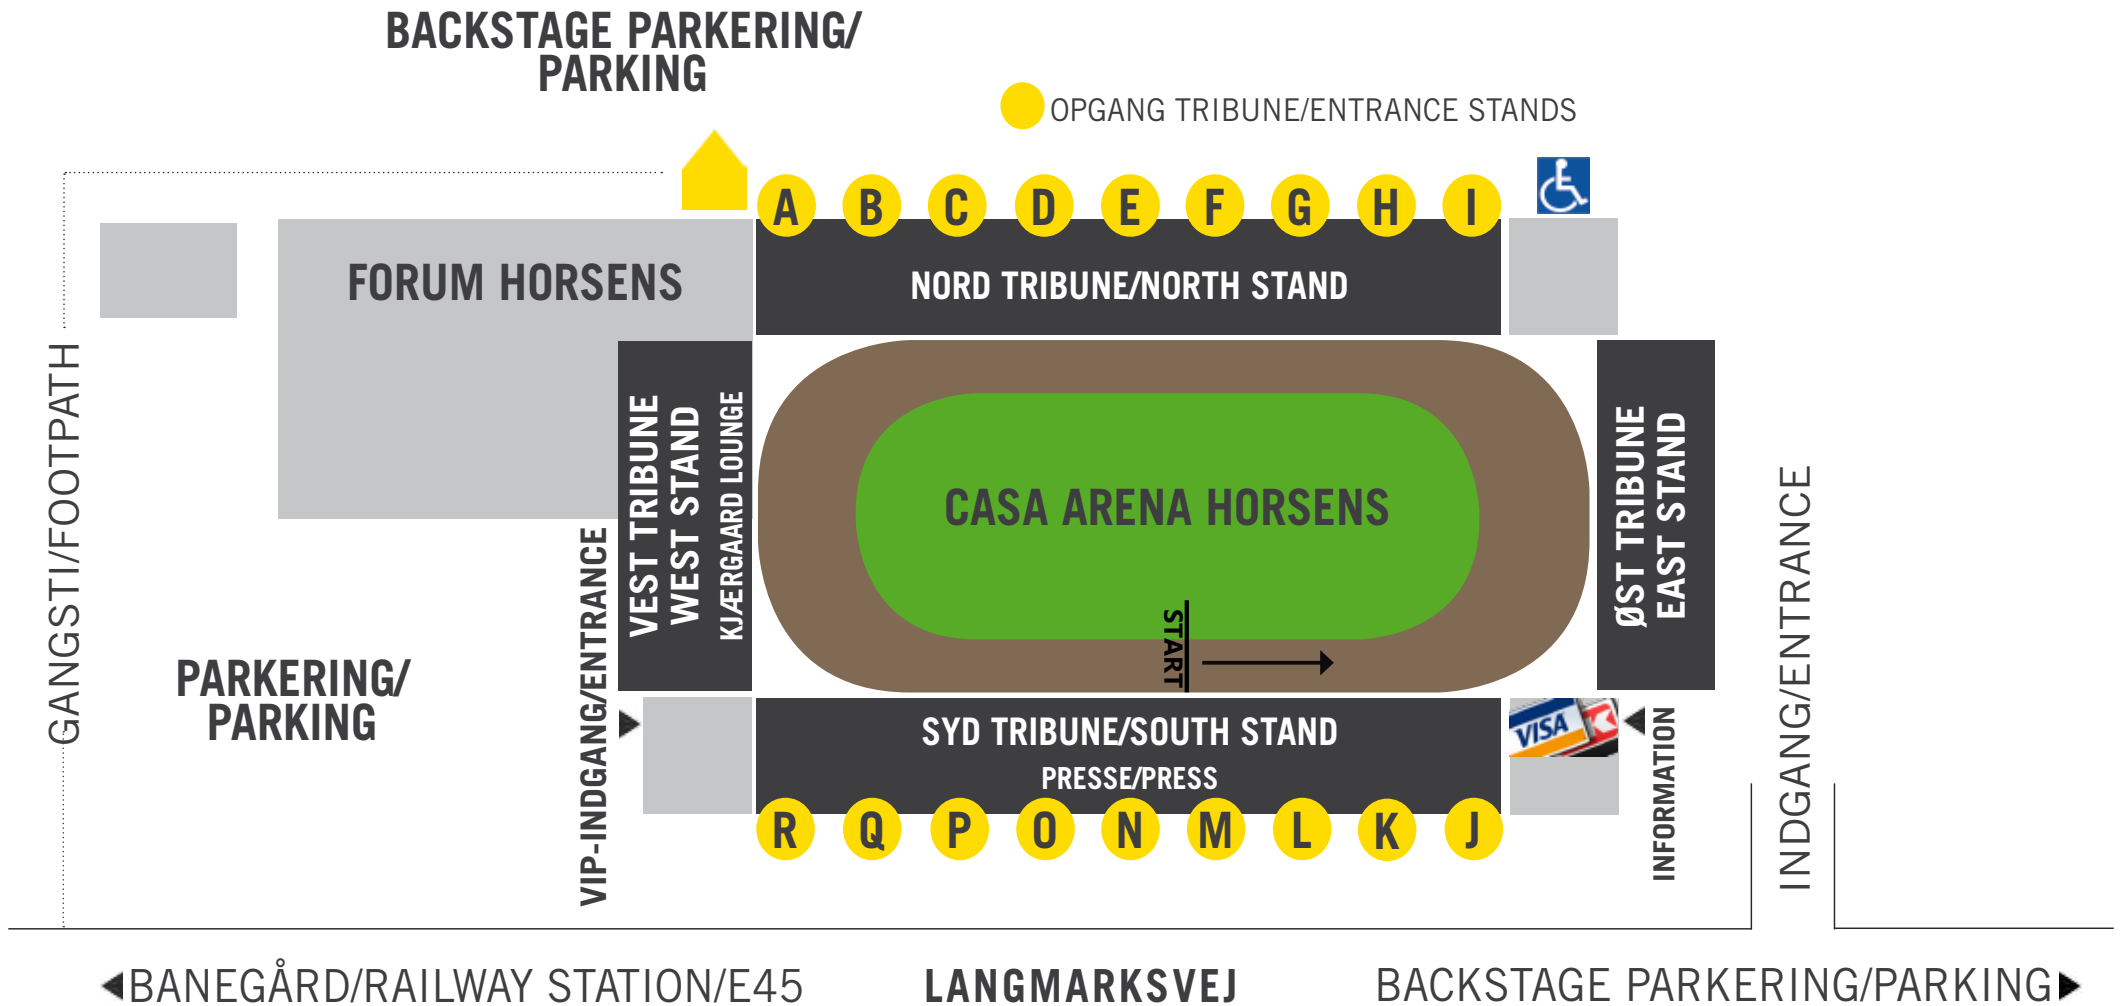 BACKSTAGE PARKERING/
PARKING
OPGANG TRIBUNE/ENTRANCE STANDS
A B C D E F G H I
FORUM HORSENS
NORD TRIBUNE/NORTH STAND
GANGSTI/FOOTPATH
VEST TRIBUNE
WEST STAND
KJÆRGAARD LOUNGE
CASA ARENA HORSENS
START
ØST TRIBUNE
EAST STAND
INDGANG/ENTRANCE
PARKERING/
PARKING
VIP-INDGANG/ENTRANCE
SYD TRIBUNE/SOUTH STAND
PRESSE/PRESS
VISA
INFORMATION
R Q P O N M L K J
BANEGÅRD/RAILWAY STATION/E45
LANGMARKSVEJ
BACKSTAGE PARKERING/PARKING